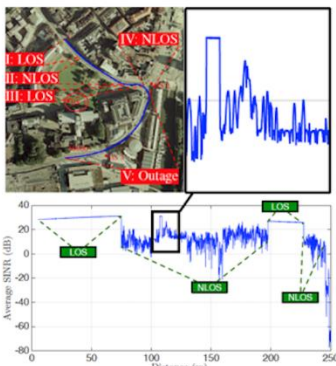 IV: NLOS
I: LOS
II: NLOS
III: LOS
V: Outage
40
20
0
-20
-40
-60
-80
Average SINR (dB)
LOS
LOS
NLOS
NLOS
0
50
100
150
200
250